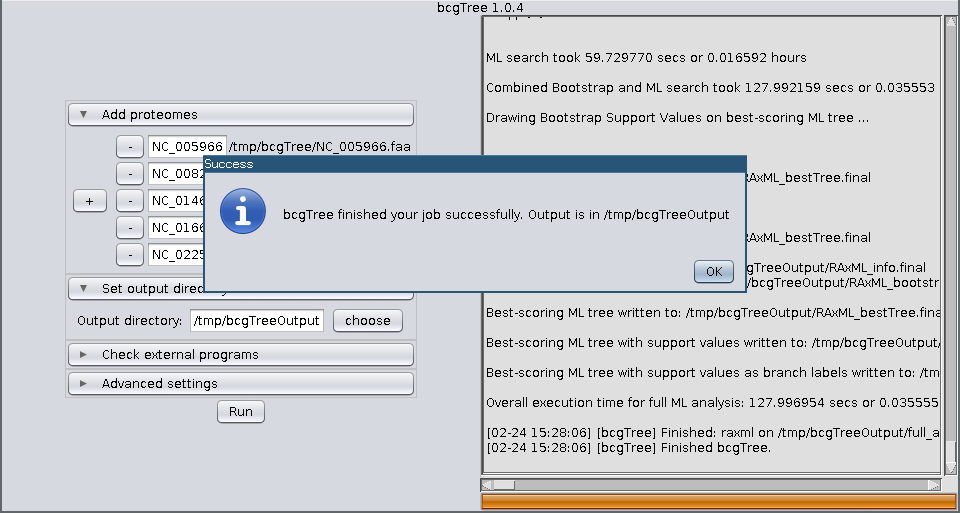 bcgTree 1.0.4
Add proteomes
- NC_005966 /tmp/bcgTree/NC_005966.faa
- NC_0082
+ - NC_0146
- NC_0166
- NC_0225
Set output direc
Output directory: /tmp/bcgTreeOutput choose
Check external programs
Advanced settings
Run
Success
bcgTree finished your job successfully. Output is in /tmp/bcgTreeOutput
OK
ML search took 59.729770 secs or 0.016592 hours
Combined Bootstrap and ML search took 127.992159 secs or 0.035553
Drawing Bootstrap Support Values on best-scoring ML tree ...
RAxML_bestTree.final
RAxML_bestTree.final
gTreeOutput/RAxML_info.final
/bcgTreeOutput/RAxML_bootstr
Best-scoring ML tree written to: /tmp/bcgTreeOutput/RAxML_bestTree.fina
Best-scoring ML tree with support values written to: /tmp/bcgTreeOutput/
Best-scoring ML tree with support values as branch labels written to: /tm
Overall execution time for full ML analysis: 127.996954 secs or 0.035555
[02-24 15:28:06] [bcgTree] Finished: raxml on /tmp/bcgTreeOutput/full_a
[02-24 15:28:06] [bcgTree] Finished bcgTree.